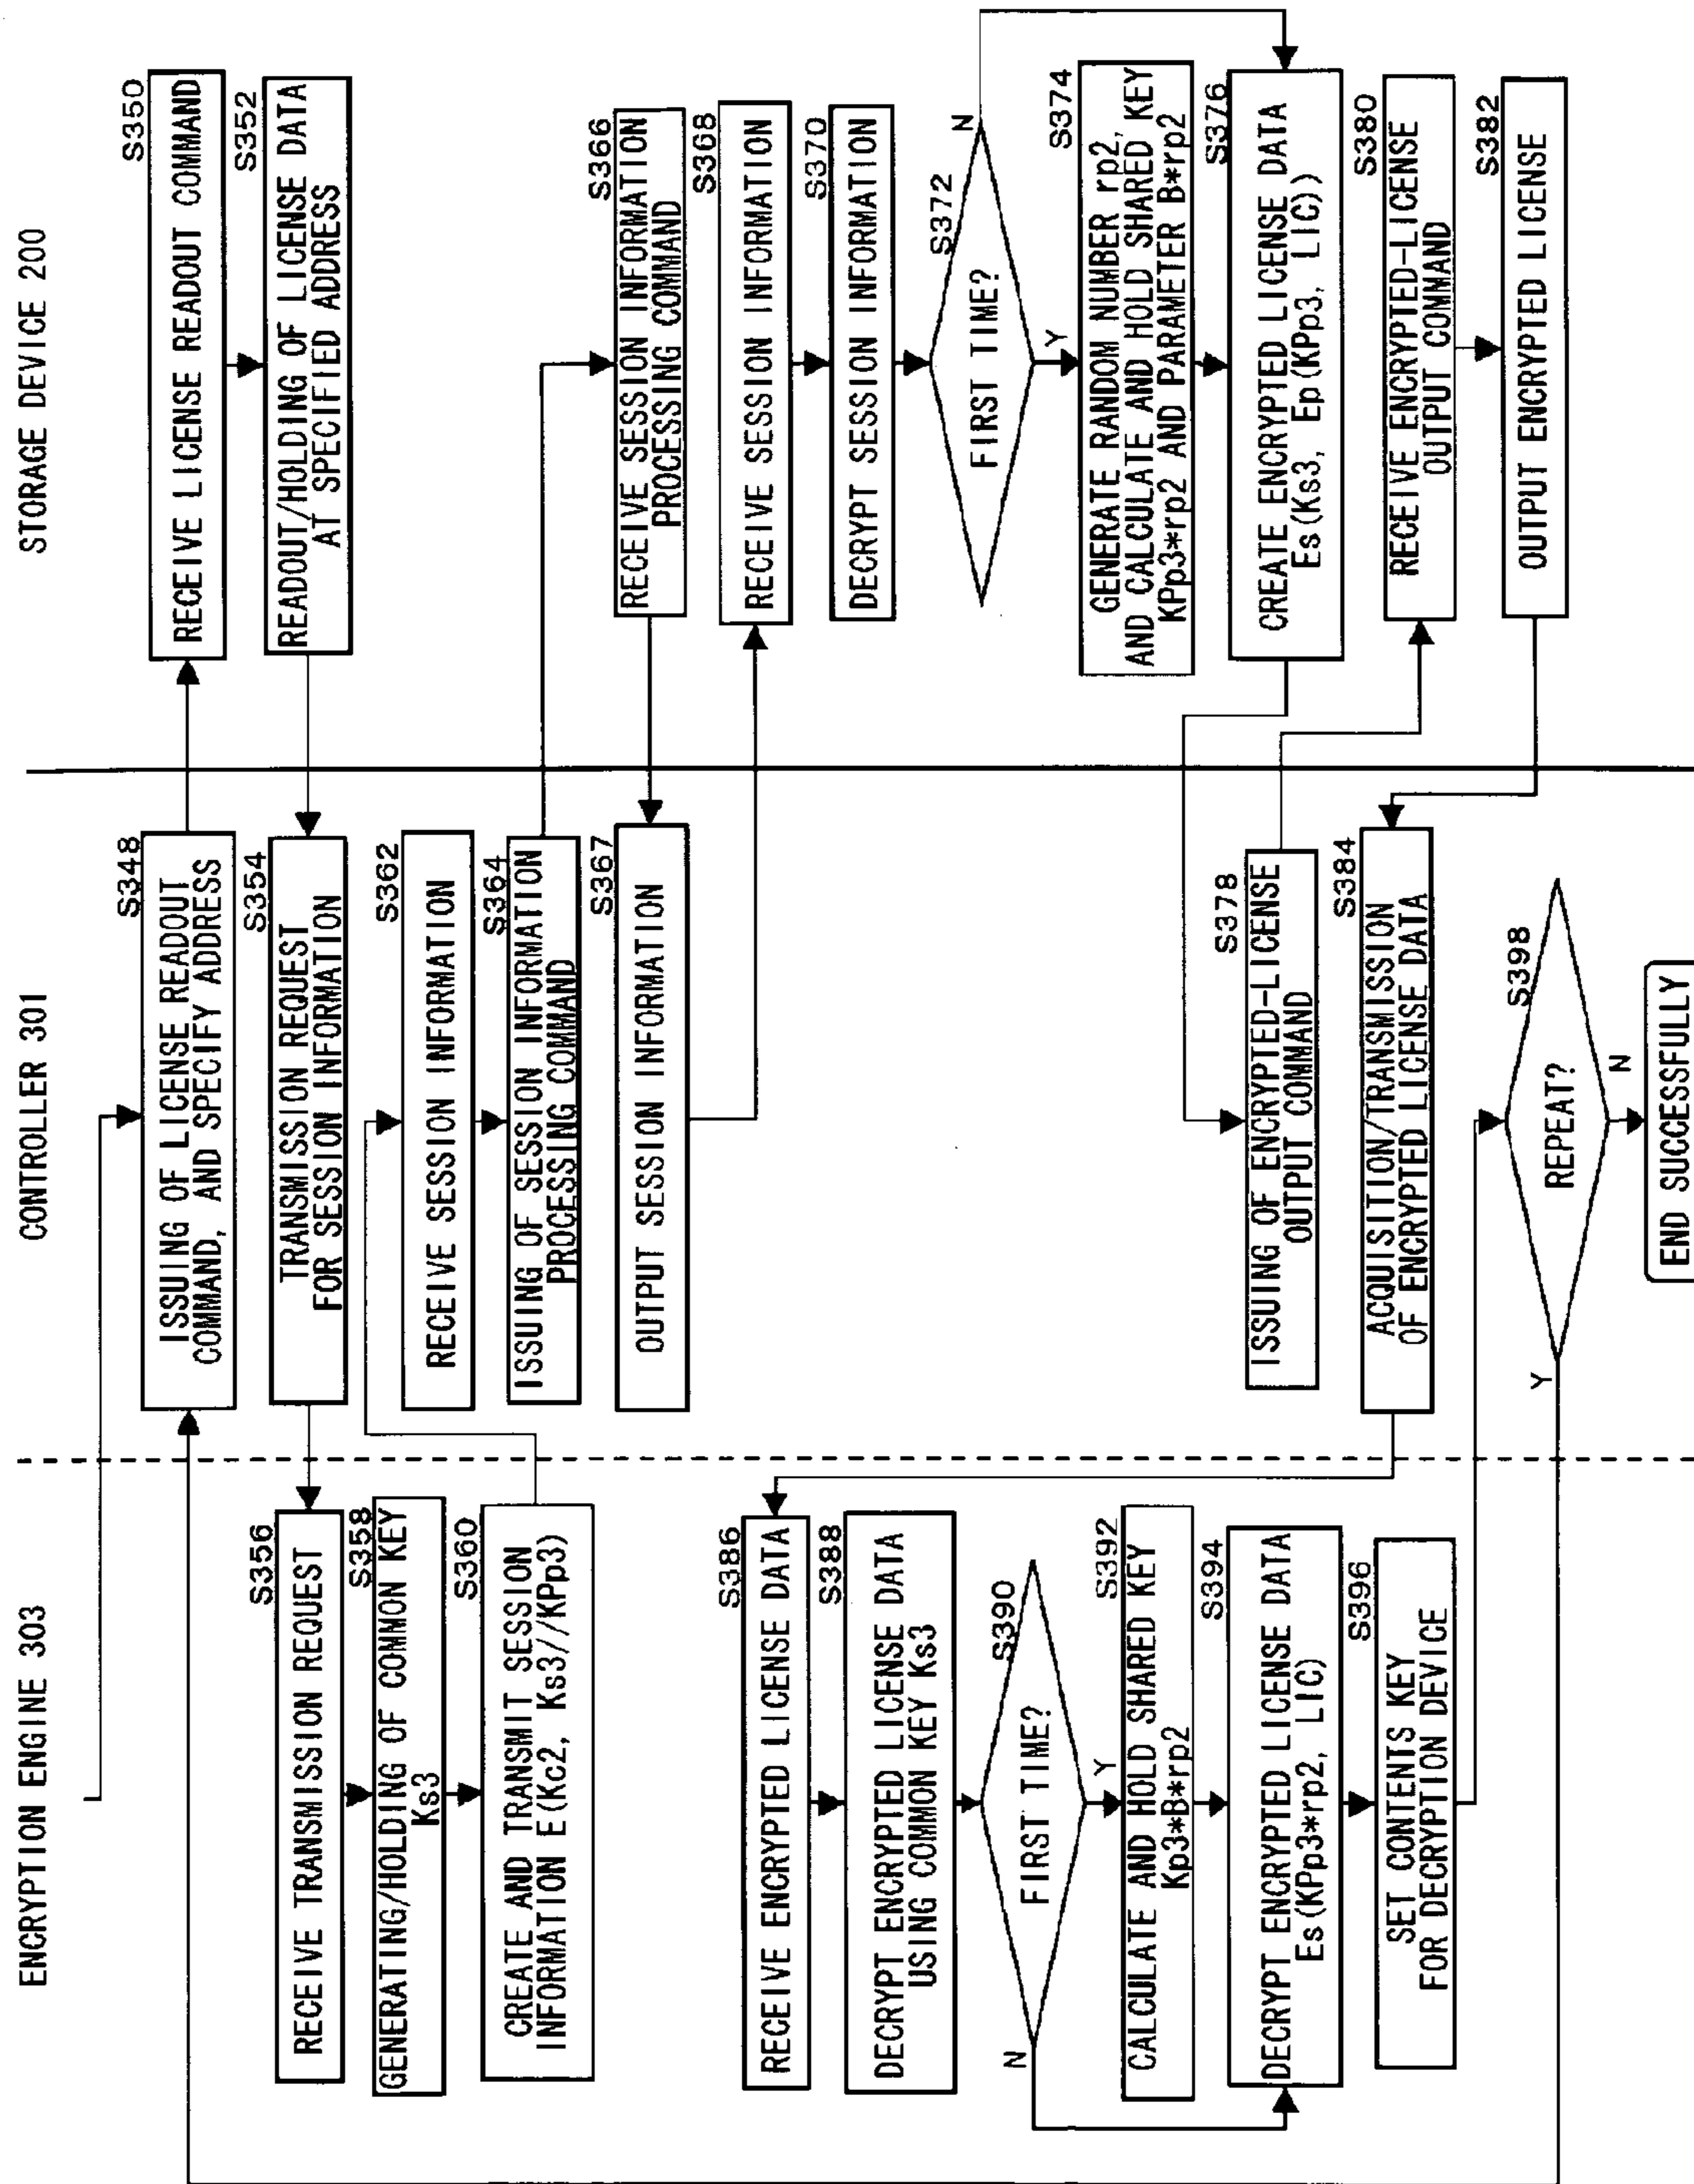 ENCRYPTION ENGINE 303
CONTROLLER 301
STORAGE DEVICE 200
S348
ISSUING OF LICENSE READOUT
COMMAND, AND SPECIFY ADDRESS
S350
RECEIVE LICENSE READOUT COMMAND
S352
READOUT/HOLDING OF LICENSE DATA
AT SPECIFIED ADDRESS
S354
TRANSMISSION REQUEST
FOR SESSION INFORMATION
S356
RECEIVE TRANSMISSION REQUEST
S358
GENERATING/HOLDING OF COMMON KEY
Ks3
S360
CREATE AND TRANSMIT SESSION
INFORMATION E(Kc2, Ks3//KPp3)
S362
RECEIVE SESSION INFORMATION
S364
ISSUING OF SESSION INFORMATION
PROCESSING COMMAND
S366
RECEIVE SESSION INFORMATION
PROCESSING COMMAND
S367
OUTPUT SESSION INFORMATION
S368
RECEIVE SESSION INFORMATION
S370
DECRYPT SESSION INFORMATION
S372
FIRST TIME?
N
Y
S374
GENERATE RANDOM NUMBER rp2,
AND CALCULATE AND HOLD SHARED KEY
KPp3*rp2 AND PARAMETER B*rp2
S376
CREATE ENCRYPTED LICENSE DATA
Es(Ks3, Ep(KPp3, LIC))
S378
ISSUING OF ENCRYPTED-LICENSE
OUTPUT COMMAND
S380
RECEIVE ENCRYPTED-LICENSE
OUTPUT COMMAND
S382
OUTPUT ENCRYPTED LICENSE
S384
ACQUISITION/TRANSMISSION
OF ENCRYPTED LICENSE DATA
S386
RECEIVE ENCRYPTED LICENSE DATA
S388
DECRYPT ENCRYPTED LICENSE DATA
USING COMMON KEY Ks3
S390
FIRST TIME?
N
Y
S392
CALCULATE AND HOLD SHARED KEY
Kp3*B*rp2
S394
DECRYPT ENCRYPTED LICENSE DATA
Es(KPp3*rp2, LIC)
S396
SET CONTENTS KEY
FOR DECRYPTION DEVICE
S398
REPEAT?
Y
N
END SUCCESSFULLY